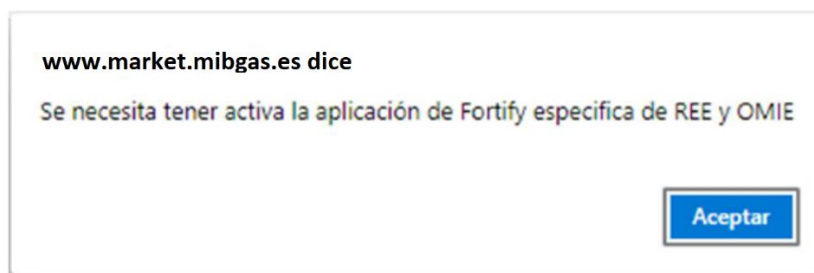 www.market.mibgas.es dice
Se necesita tener activa la aplicación de Fortify especifica de REE y OMIE
Aceptar